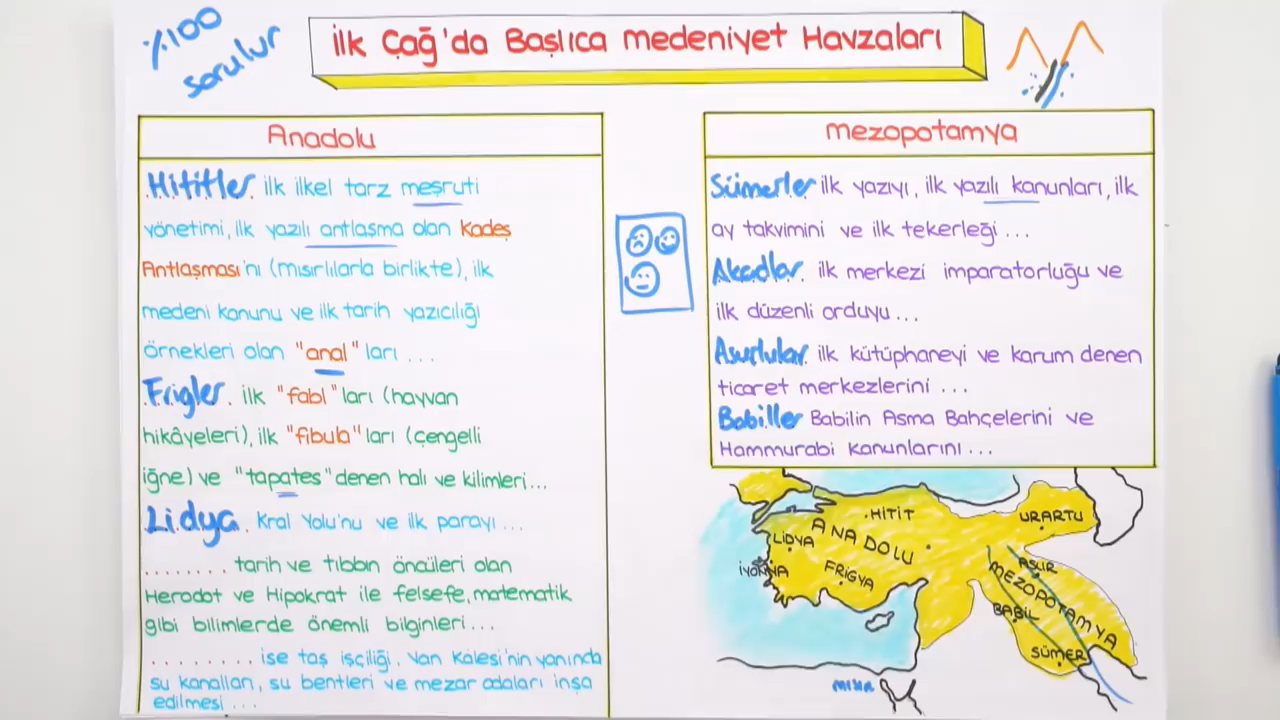 %100
sorulur
İlk Çağ'da Başlıca medeniyet Havzaları
Anadolu
Hititler. ilk ilkel tarz meşruti
yönetimi, ilk yazılı antlaşma olan Kadeş
Antlaşması'nı (mısırlılarla birlikte), ilk
medeni kanunu ve ilk tarih yazıcılığı
örnekleri olan "anal"ları ...
Frigler. ilk "fabl"ları (hayvan
hikâyeleri), ilk "fibula"ları (çengelli
iğne) ve "tapates" denen halı ve kilimleri...
Lidya. Kral Yolu'nu ve ilk parayı ...
........ tarih ve tıbbın öncüleri olan
Herodot ve Hipokrat ile felsefe, matematik
gibi bilimlerde önemli bilginleri...
........ ise taş işçiliği, Van Kalesi'nin yanında
su kanalları, su bentleri ve mezar odaları inşa
edilmesi ...
mezopotamya
Sümerler ilk yazıyı, ilk yazılı kanunları, ilk
ay takvimini ve ilk tekerleği ...
Akadlar. ilk merkezi imparatorluğu ve
ilk düzenli orduyu ...
Asurlular. ilk kütüphaneyi ve karum denen
ticaret merkezlerini ...
Babiller Babilin Asma Bahçelerini ve
Hammurabi kanunlarını ...
HİTİT
URARTU
ANADOLU
LİDYA
İYONYA
FRİGYA
ASUR
MEZOPOTAMYA
BABİL
SÜMER
mısır